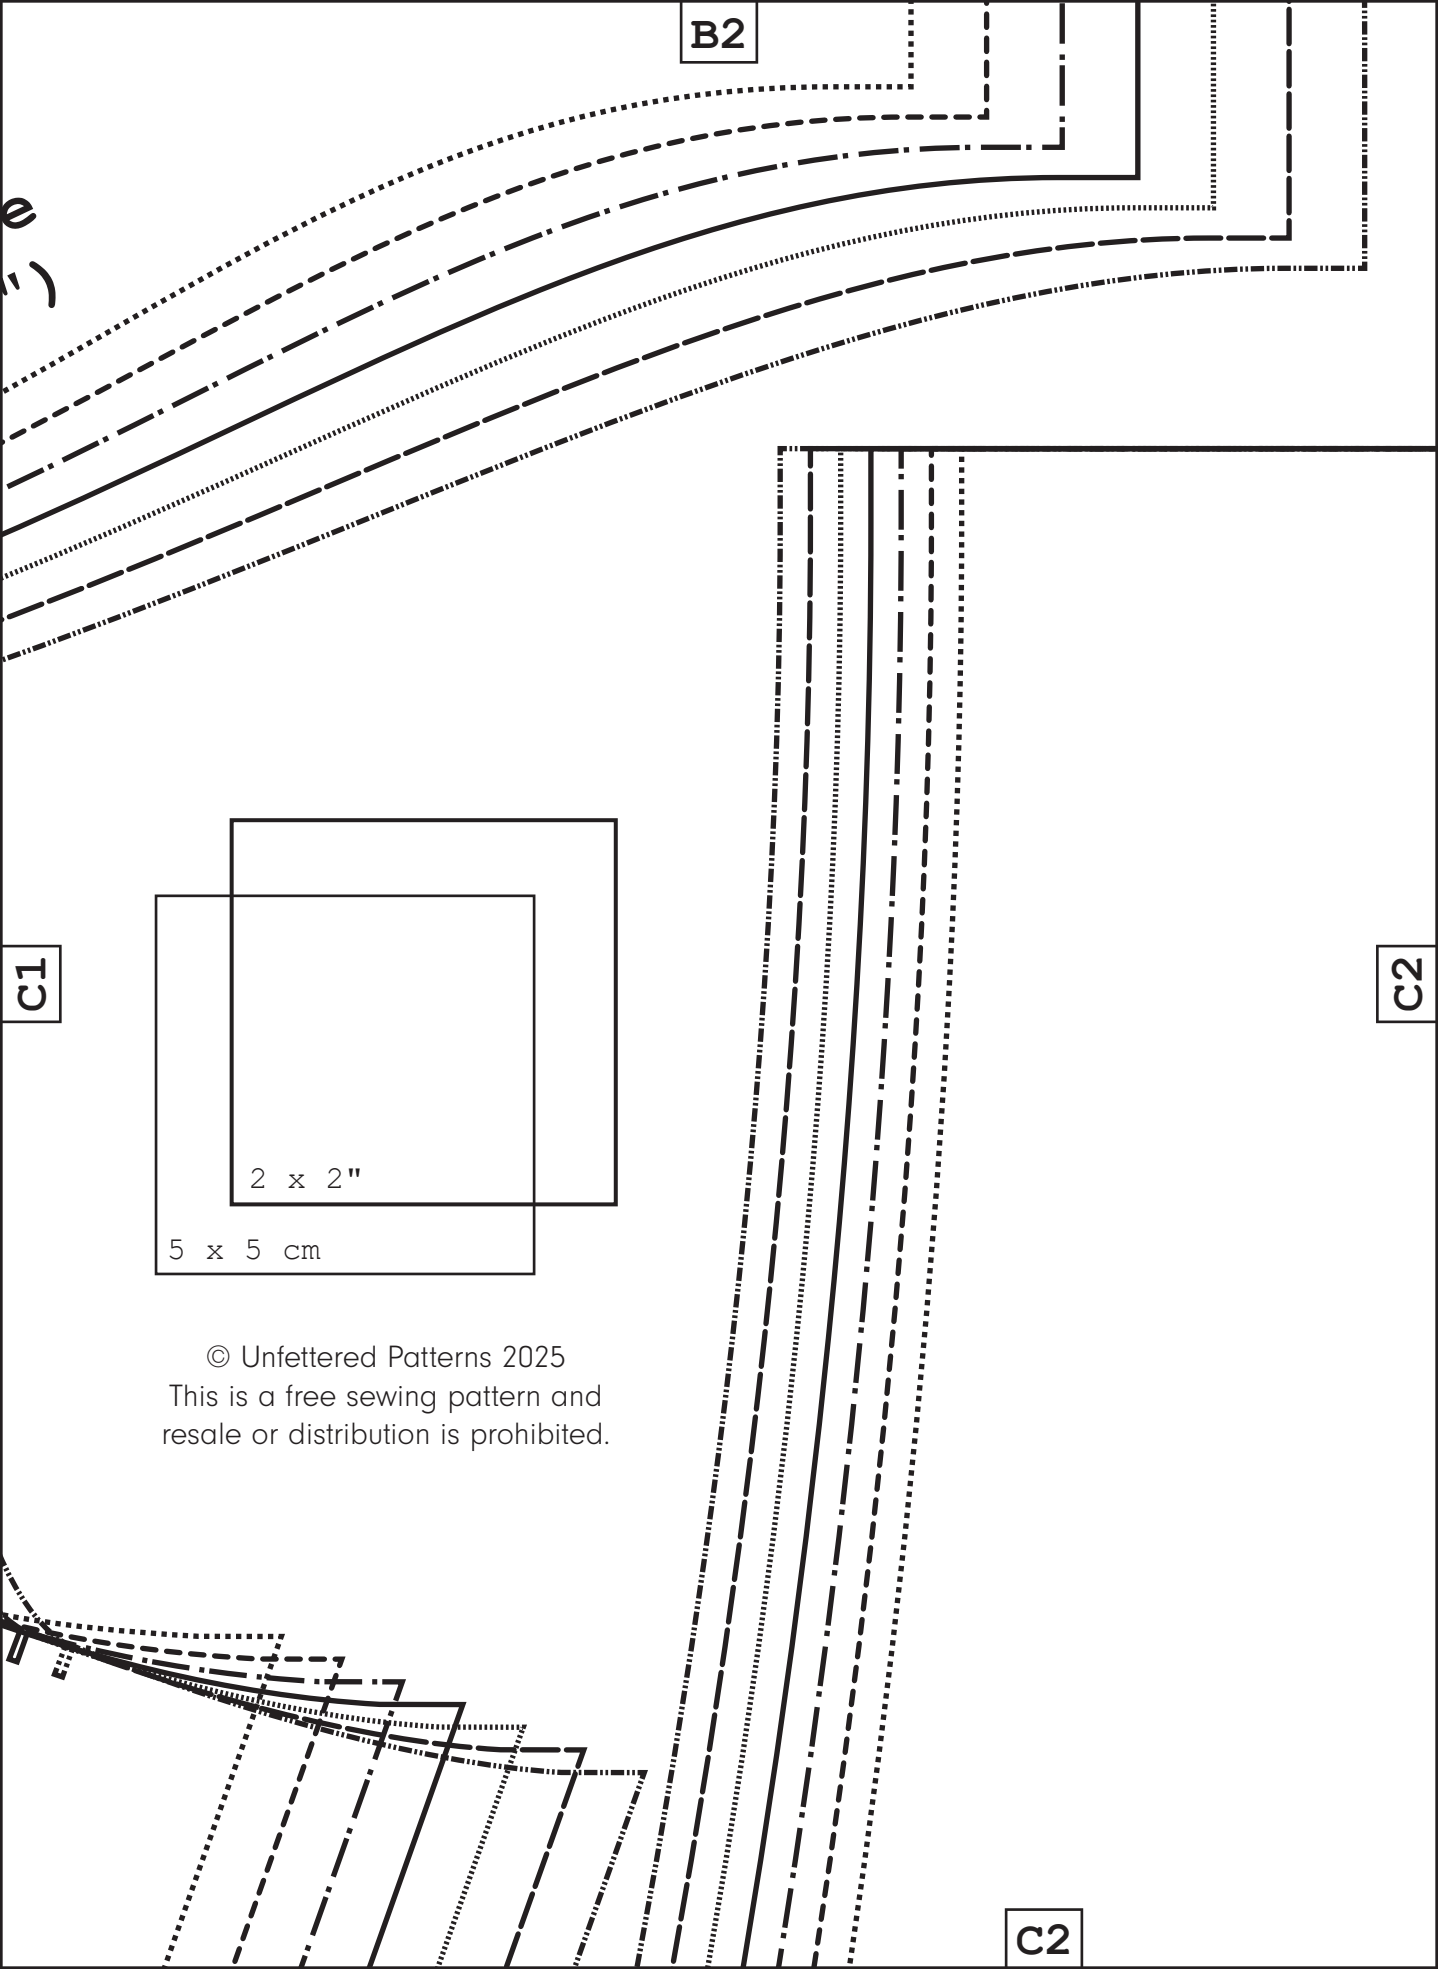 B2
e
")
C1
C2
2 x 2"
5 x 5 cm
© Unfettered Patterns 2025
This is a free sewing pattern and
resale or distribution is prohibited.
C2